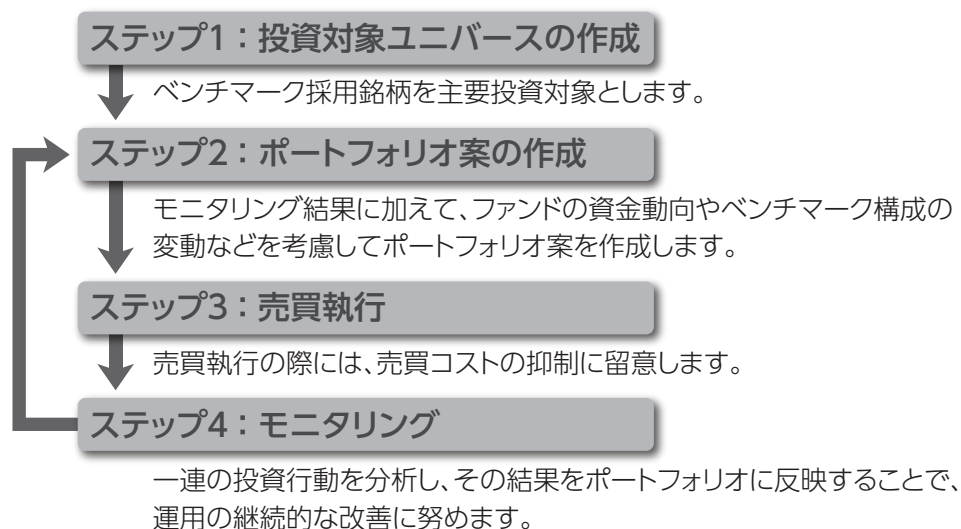 ステップ1：投資対象ユニバースの作成
ベンチマーク採用銘柄を主要投資対象とします。
ステップ2：ポートフォリオ案の作成
モニタリング結果に加えて、ファンドの資金動向やベンチマーク構成の
変動などを考慮してポートフォリオ案を作成します。
ステップ3：売買執行
売買執行の際には、売買コストの抑制に留意します。
ステップ4：モニタリング
一連の投資行動を分析し、その結果をポートフォリオに反映することで、
運用の継続的な改善に努めます。